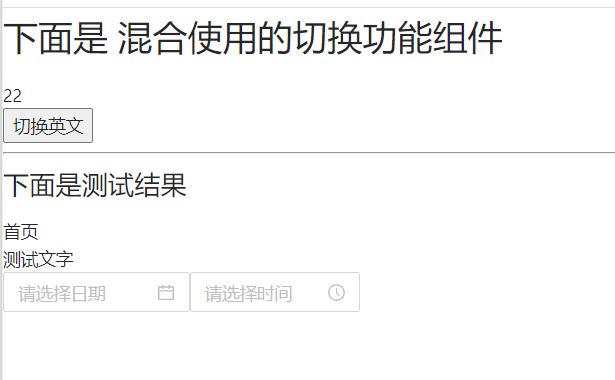 下面是 混合使用的切换功能组件
22
切换英文
下面是测试结果
首页
测试文字
请选择日期 请选择时间